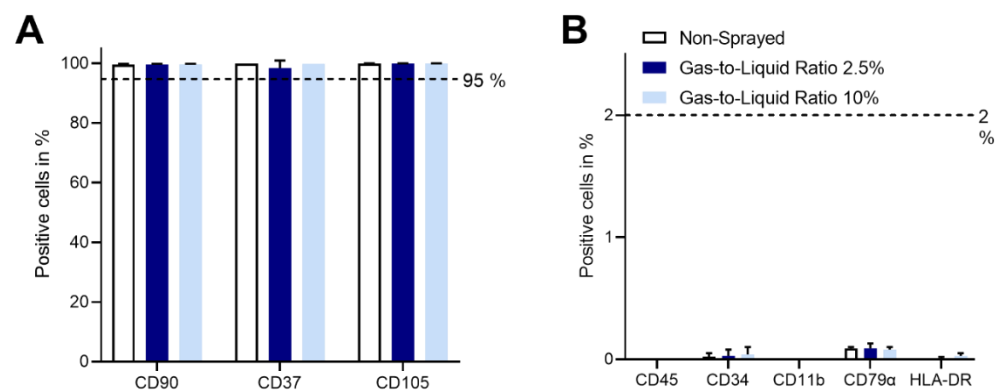 A
Positive cells in %
100
80
60
40
20
0
95 %
CD90
CD37
CD105
B
Non-Sprayed
Gas-to-Liquid Ratio 2.5%
Gas-to-Liquid Ratio 10%
Positive cells in %
2
1
0
2
%
CD45
CD34
CD11b
CD79α
HLA-DR